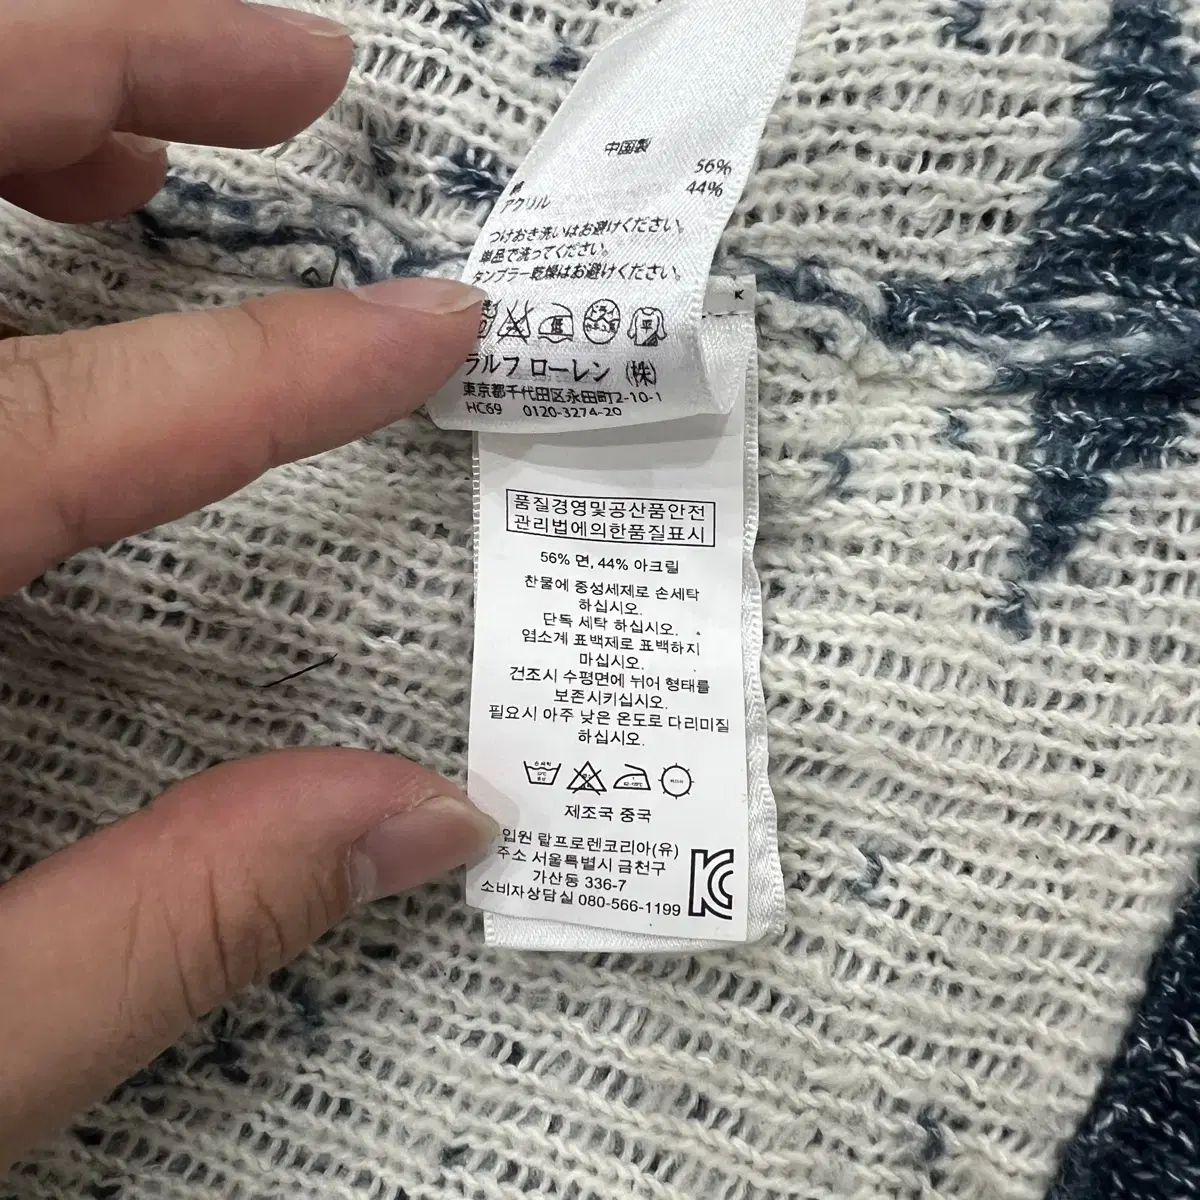 中国製
綿 56%
アクリル 44%
つけおき洗いはお避けください。
単品で洗ってください。
タンブラー乾燥はお避けください。
低 平
ラルフ ローレン (株)
東京都千代田区永田町2-10-1
HC69 0120-3274-20
K
품질경영및공산품안전
관리법에의한품질표시
56% 면, 44% 아크릴
찬물에 중성세제로 손세탁
하십시오.
단독 세탁 하십시오.
염소계 표백제로 표백하지
마십시오.
건조시 수평면에 뉘어 형태를
보존시키십시오.
필요시 아주 낮은 온도로 다리미질
하십시오.
제조국 중국
입원 랄프로렌코리아(유)
주소 서울특별시 금천구
가산동 336-7
소비자상담실 080-566-1199